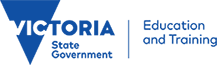 VICTORIA
State
Government
Education
and Training